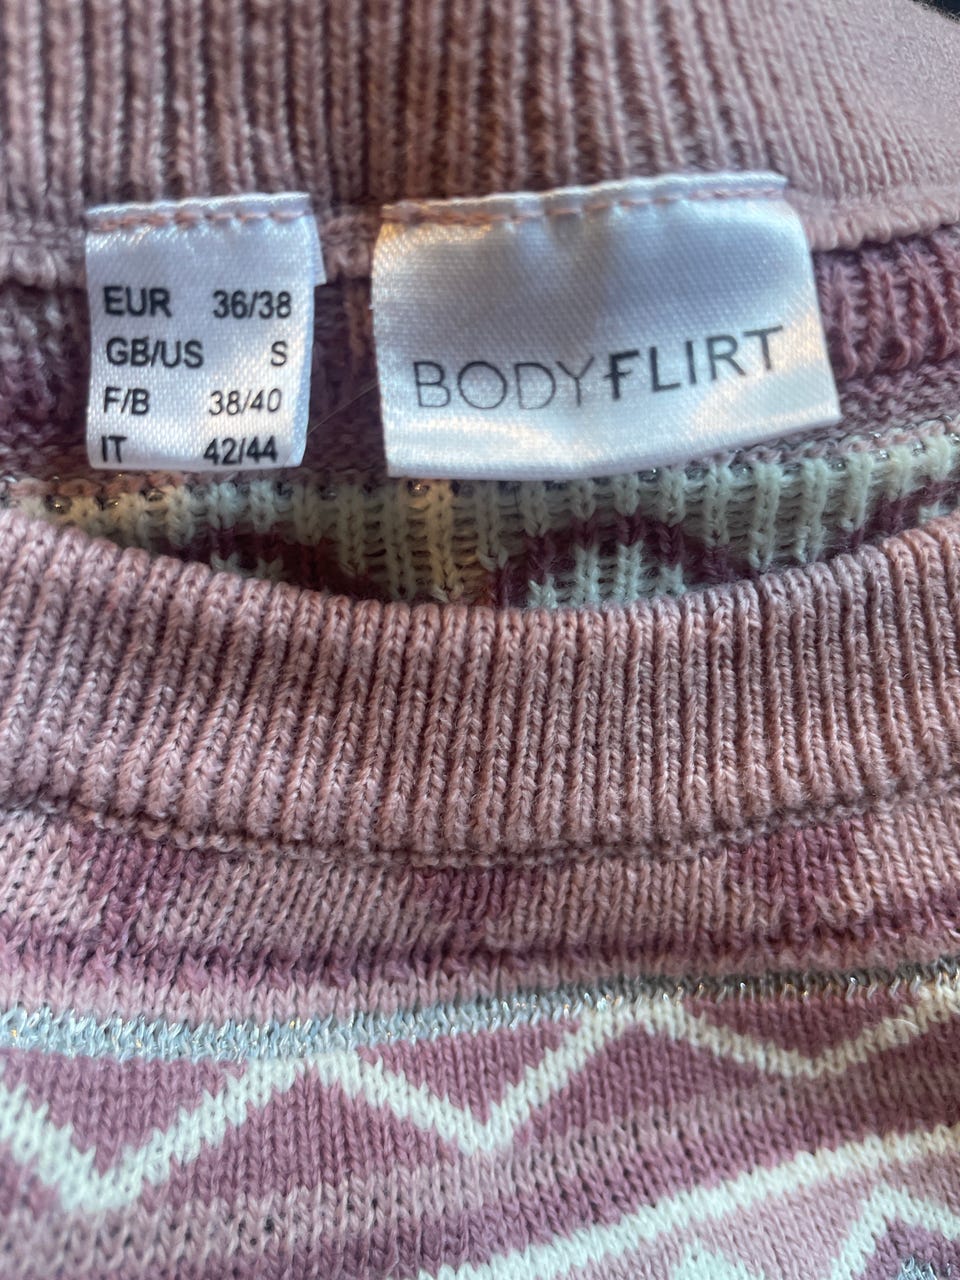 EUR 36/38
GB/US S
F/B 38/40
IT 42/44
BODYFLIRT